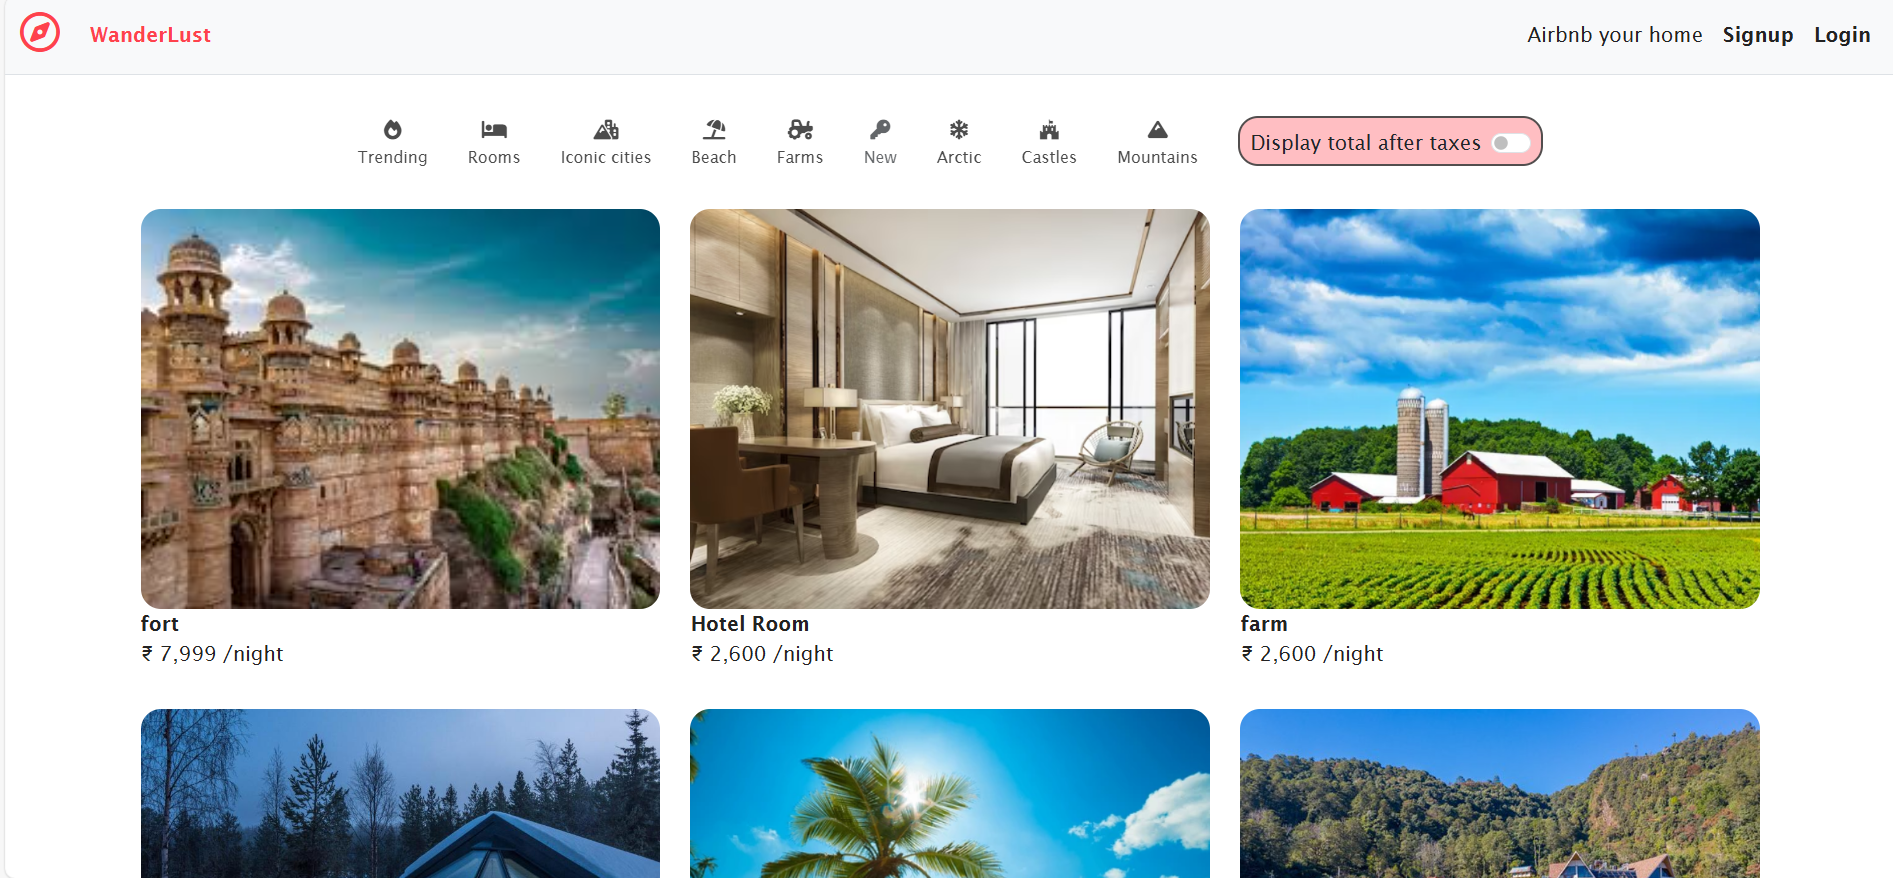 WanderLust
Airbnb your home Signup Login
Trending Rooms Iconic cities Beach Farms New Arctic Castles Mountains
Display total after taxes
fort
₹ 7,999 /night
Hotel Room
₹ 2,600 /night
farm
₹ 2,600 /night